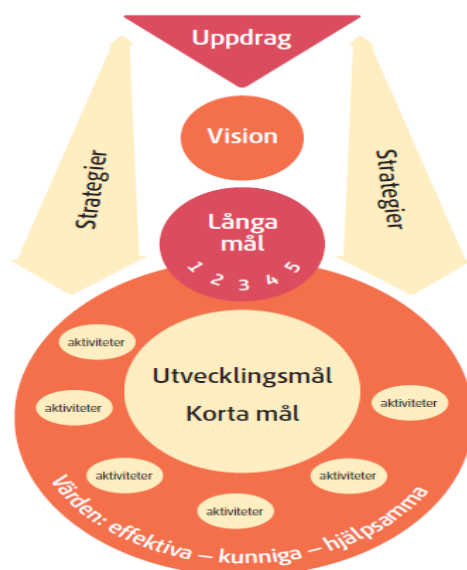 Uppdrag
Vision
Strategier
Strategier
Långa
mål
1 2 3 4 5
aktiviteter
Utvecklingsmål
Korta mål
aktiviteter
aktiviteter
aktiviteter
aktiviteter
aktiviteter
Värden: effektiva – kunniga – hjälpsamma